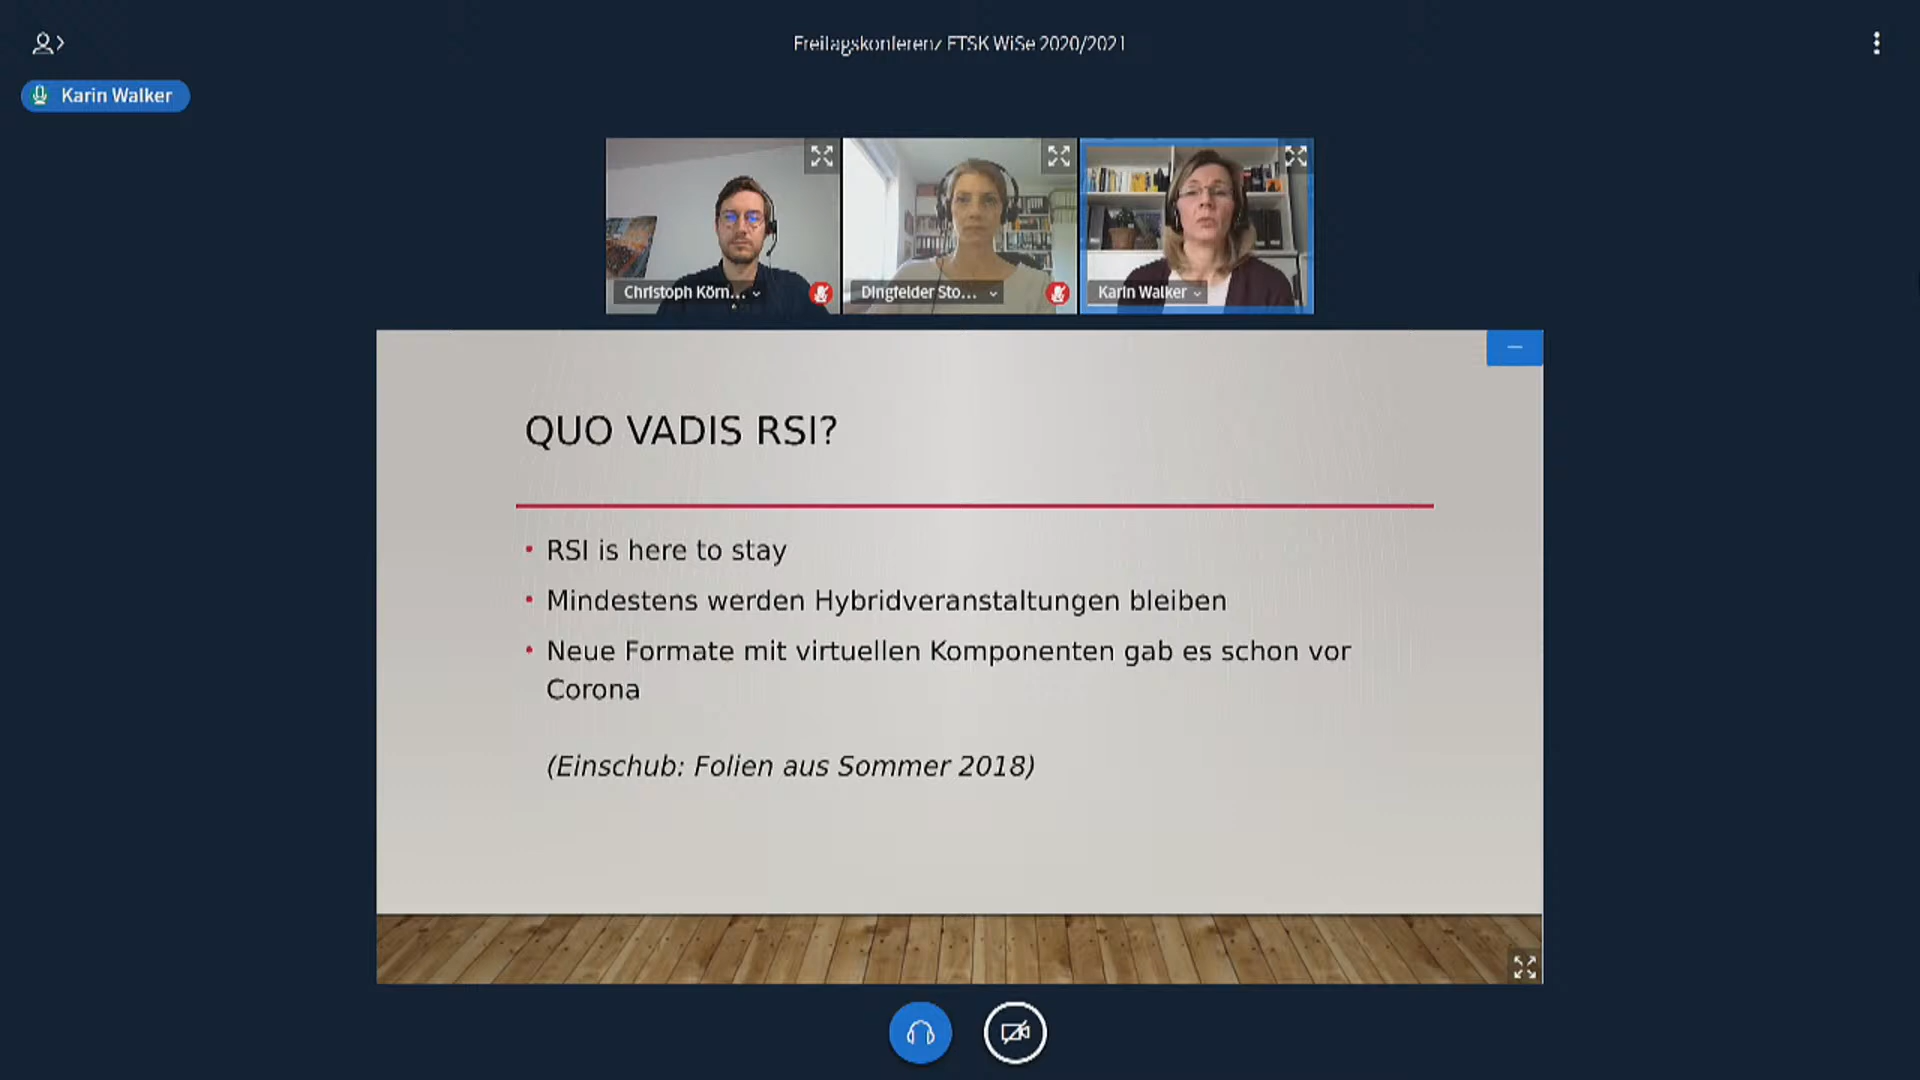 Freitagskonferenz FTSK WiSe 2020/2021
Karin Walker
Christoph Körn...
Dingfelder Sto...
Karin Walker
QUO VADIS RSI?
• RSI is here to stay
• Mindestens werden Hybridveranstaltungen bleiben
• Neue Formate mit virtuellen Komponenten gab es schon vor
Corona
(Einschub: Folien aus Sommer 2018)